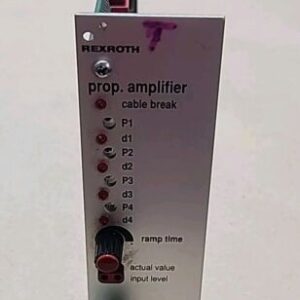 T
REXROTH
prop. amplifier
cable break
P1
d1
P2
d2
P3
d3
P4
d4
ramp time
actual value
input level